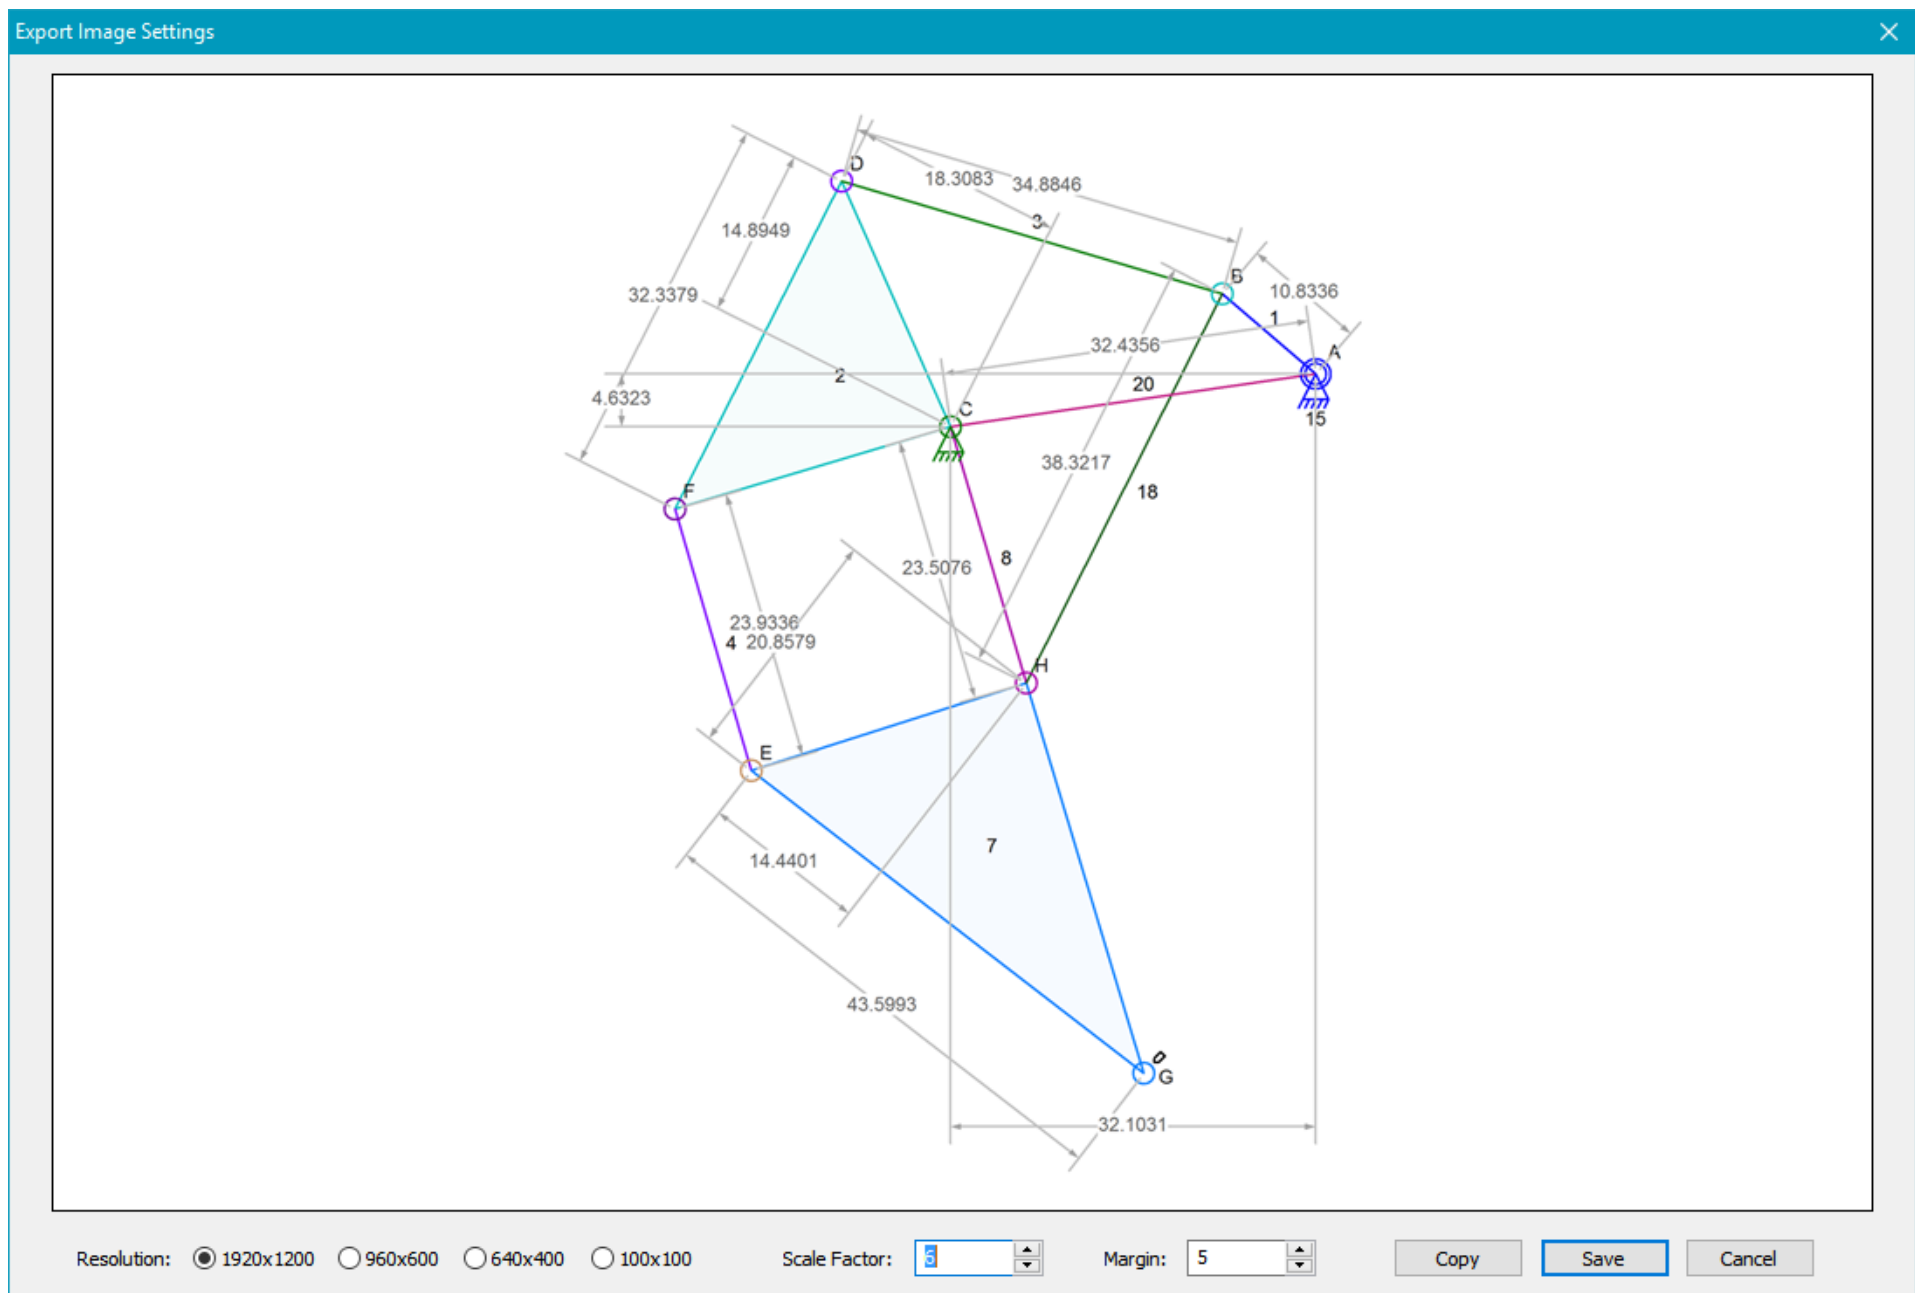 Export Image Settings
D
18.3083
34.8846
3
14.8949
B
10.8336
32.3379
1
32.4356
A
2
20
4.6323
C
15
38.3217
F
18
8
23.5076
23.9336
4
20.8579
H
E
7
14.4401
43.5993
0
G
32.1031
Resolution: 1920x1200 960x600 640x400 100x100 Scale Factor: 6 Margin: 5 Copy Save Cancel